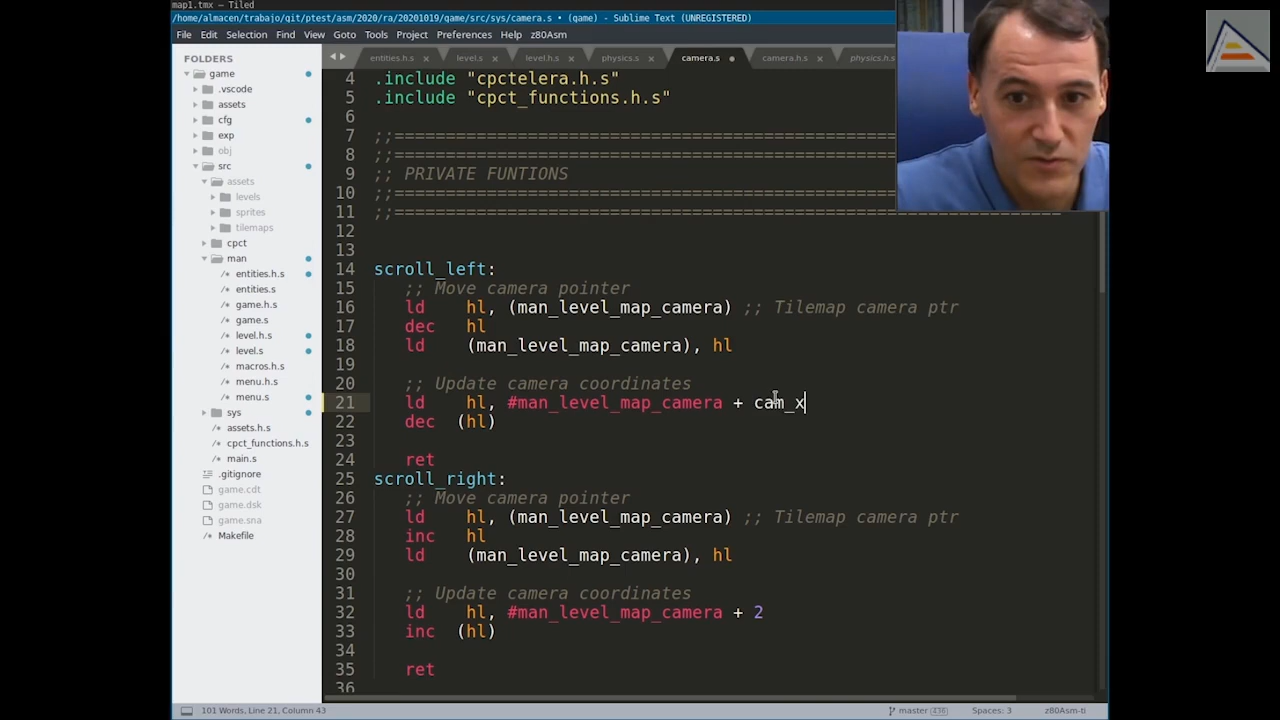 map1.tmx — Tiled
/home/almacen/trabajo/git/ptest/asm/2020/ra/20201019/game/src/sys/camera.s • (game) - Sublime Text (UNREGISTERED)
File Edit Selection Find View Goto Tools Project Preferences Help z80Asm
entities.h.s × level.s × level.h.s × physics.s × camera.s • camera.h.s × physics.h.s
FOLDERS
game
.vscode
assets
cfg
exp
obj
src
assets
levels
sprites
tilemaps
cpct
man
entities.h.s
entities.s
game.h.s
game.s
level.h.s
level.s
macros.h.s
menu.h.s
menu.s
sys
assets.h.s
cpct_functions.h.s
main.s
.gitignore
game.cdt
game.dsk
game.sna
Makefile
4 .include "cpctelera.h.s"
5 .include "cpct_functions.h.s"
6
7 ;;==================================================
8 ;;==================================================
9 ;; PRIVATE FUNTIONS
10 ;;==================================================
11 ;;==================================================================
12
13
14 scroll_left:
15 ;; Move camera pointer
16 ld hl, (man_level_map_camera) ;; Tilemap camera ptr
17 dec hl
18 ld (man_level_map_camera), hl
19
20 ;; Update camera coordinates
21 ld hl, #man_level_map_camera + cam_x
22 dec (hl)
23
24 ret
25 scroll_right:
26 ;; Move camera pointer
27 ld hl, (man_level_map_camera) ;; Tilemap camera ptr
28 inc hl
29 ld (man_level_map_camera), hl
30
31 ;; Update camera coordinates
32 ld hl, #man_level_map_camera + 2
33 inc (hl)
34
35 ret
36
101 Words, Line 21, Column 43 master 436 Spaces: 3 z80Asm-ti